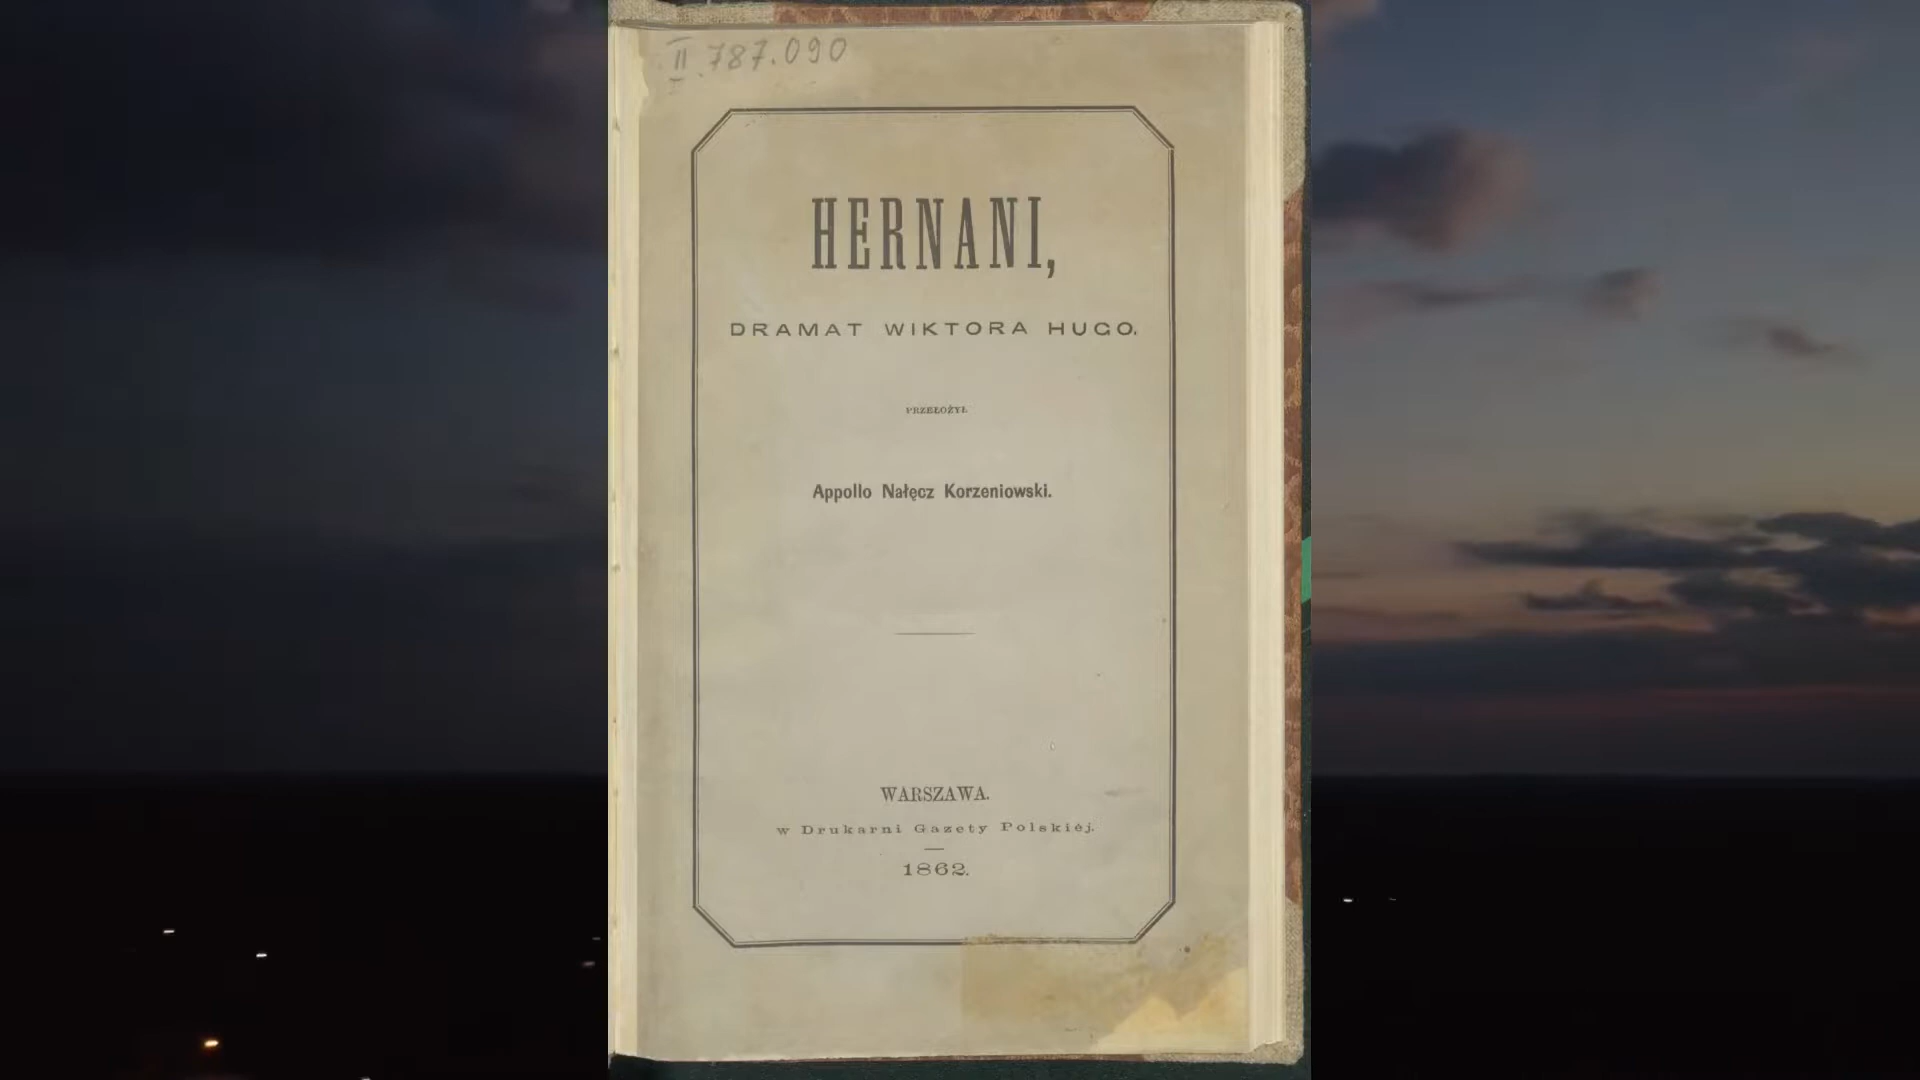 II.787.090
HERNANI,
DRAMAT WIKTORA HUGO.
PRZEŁOŻYŁ
Appollo Nałęcz Korzeniowski.
WARSZAWA.
w Drukarni Gazety Polskiéj.
1862.